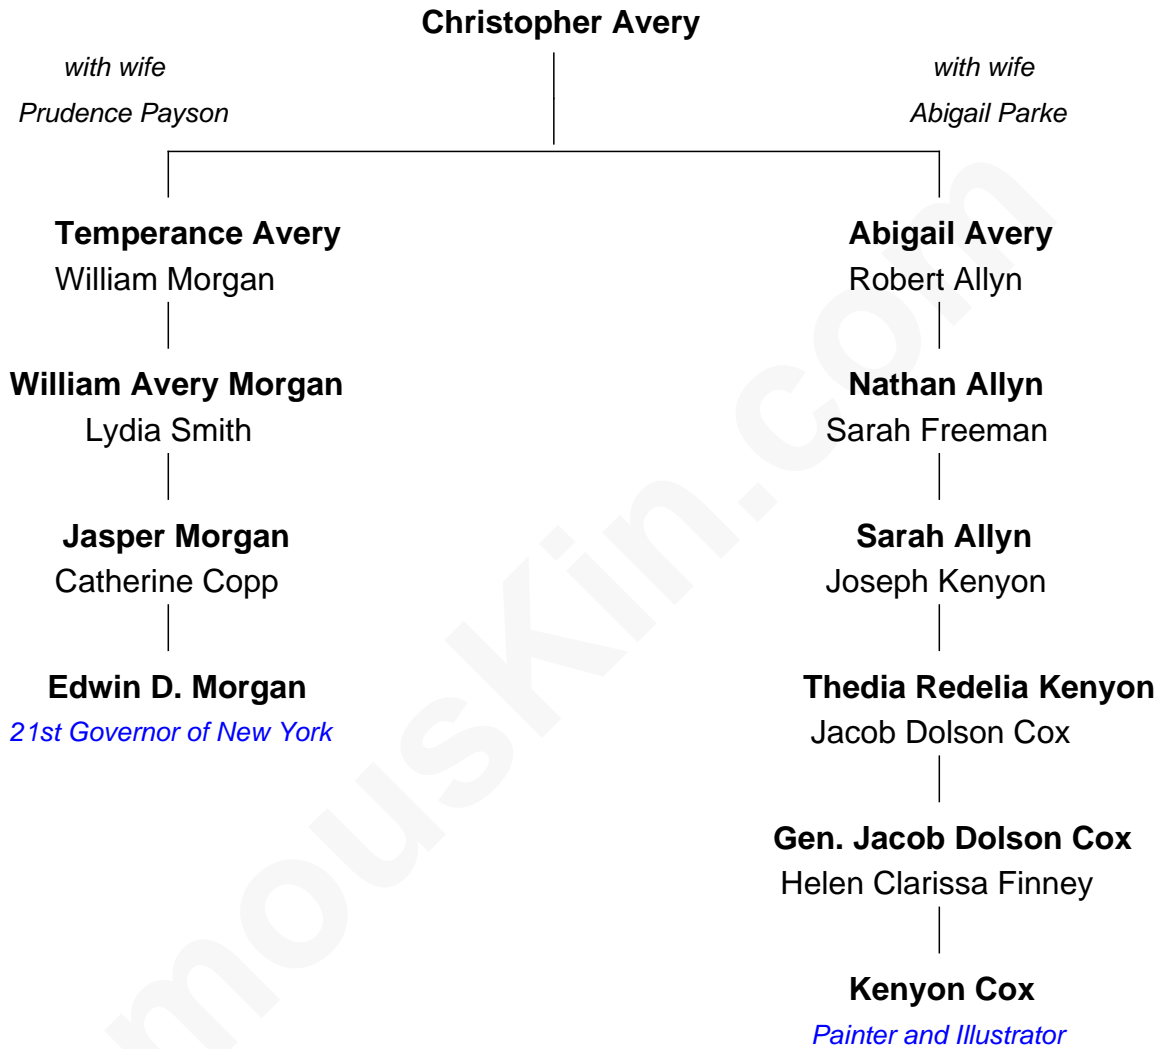 Christopher Avery
with wife
Prudence Payson
with wife
Abigail Parke
Temperance Avery
William Morgan
Abigail Avery
Robert Allyn
William Avery Morgan
Lydia Smith
Nathan Allyn
Sarah Freeman
Jasper Morgan
Catherine Copp
Sarah Allyn
Joseph Kenyon
Edwin D. Morgan
21st Governor of New York
Thedia Redelia Kenyon
Jacob Dolson Cox
Gen. Jacob Dolson Cox
Helen Clarissa Finney
Kenyon Cox
Painter and Illustrator
mousKin.com